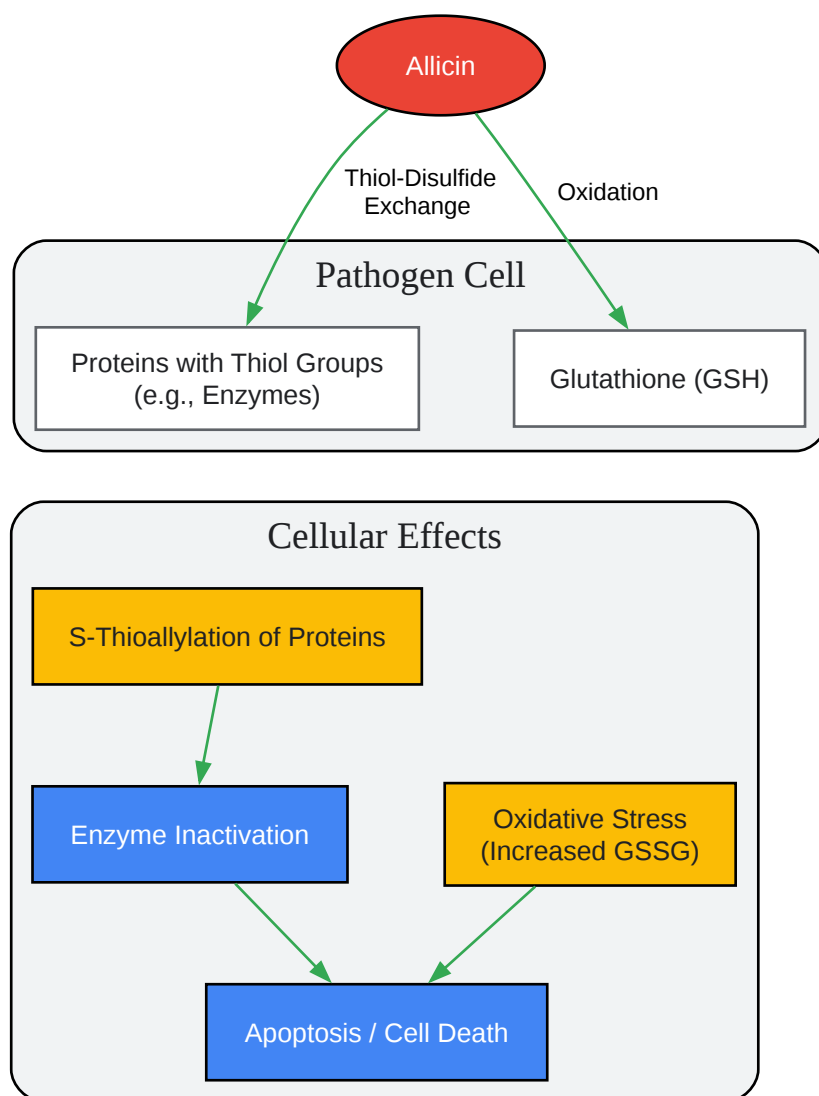 Allicin
Thiol-Disulfide
Exchange
Oxidation
Pathogen Cell
Proteins with Thiol Groups
(e.g., Enzymes)
Glutathione (GSH)
Cellular Effects
S-Thioallylation of Proteins
Enzyme Inactivation
Oxidative Stress
(Increased GSSG)
Apoptosis / Cell Death